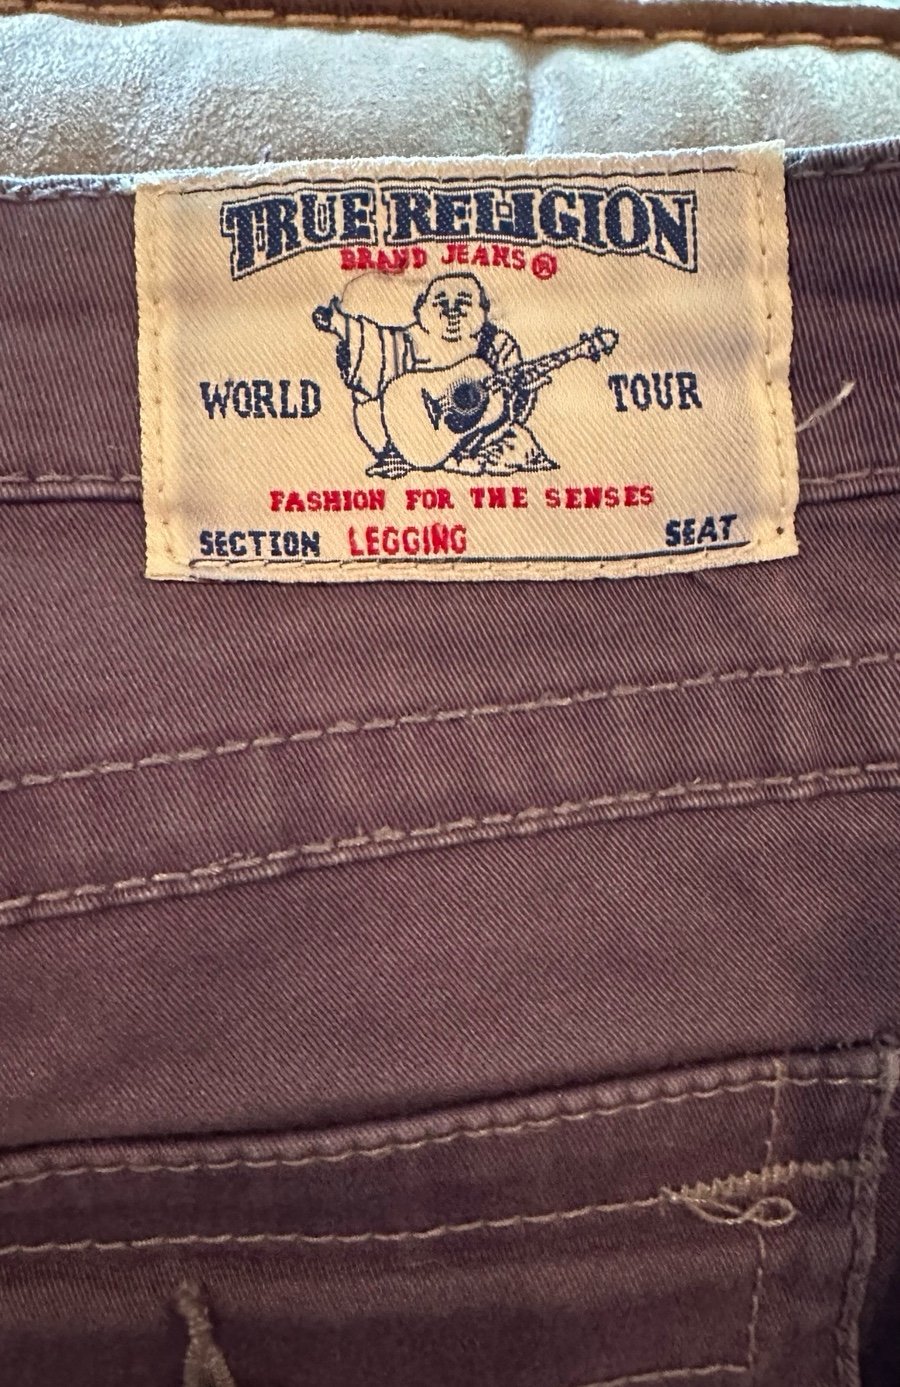 TRUE RELIGION
BRAND JEANS®
WORLD TOUR
FASHION FOR THE SENSES
SECTION LEGGING SEAT